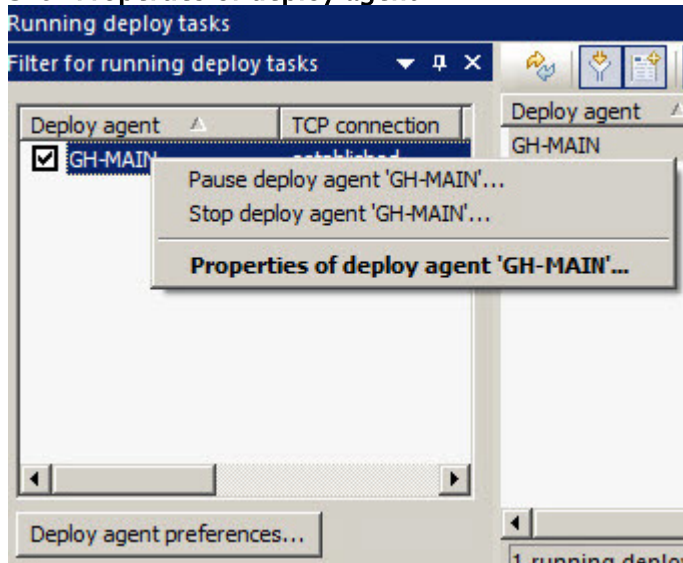 Running deploy tasks
Filter for running deploy tasks
Deploy agent
TCP connection
GH-MAIN
established
Pause deploy agent 'GH-MAIN'...
Stop deploy agent 'GH-MAIN'...
Properties of deploy agent 'GH-MAIN'...
Deploy agent preferences...
Deploy agent
GH-MAIN
1 running